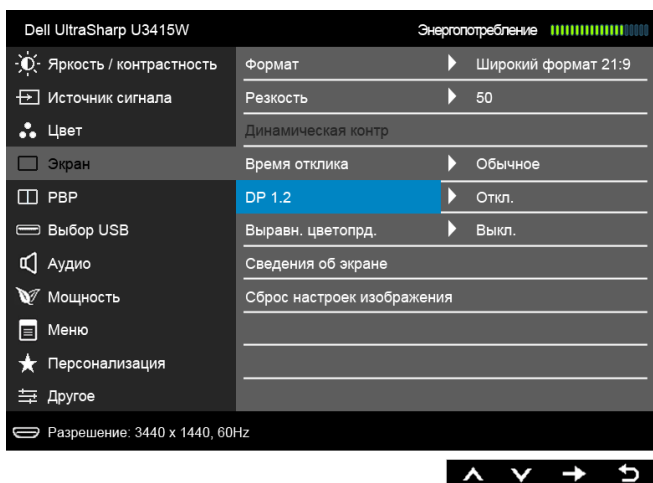 Dell UltraSharp U3415W Энергопотребление
Яркость / контрастность Формат Широкий формат 21:9
Источник сигнала Резкость 50
Цвет Динамическая контр
Экран Время отклика Обычное
PBP DP 1.2 Откл.
Выбор USB Выравн. цветопрд. Выкл.
Аудио Сведения об экране
Мощность Сброс настроек изображения
Меню
Персонализация
Другое
Разрешение: 3440 x 1440, 60Hz